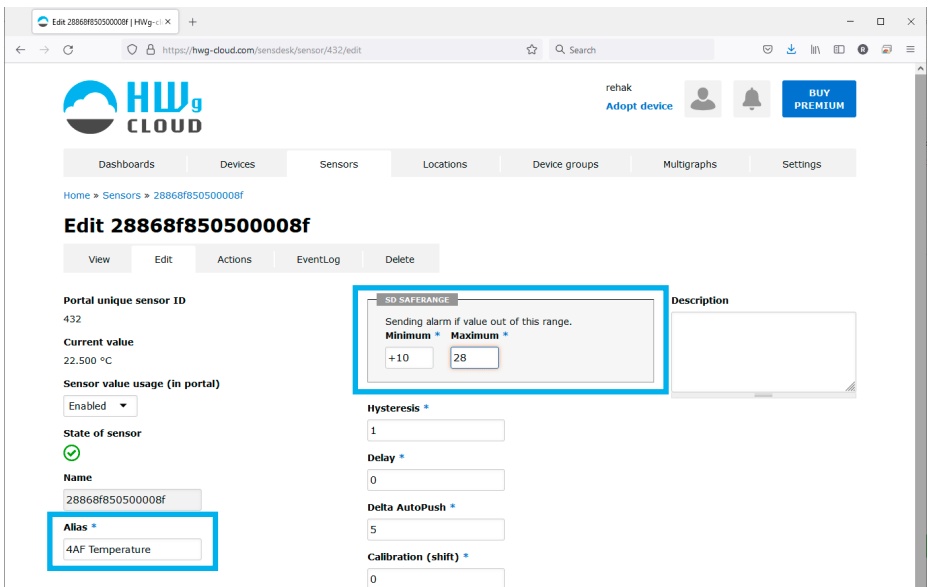 Edit 28868f850500008f | HWg-cl
https://hwg-cloud.com/sensdesk/sensor/432/edit
Search
HWg
CLOUD
rehak
Adopt device
BUY
PREMIUM
Dashboards
Devices
Sensors
Locations
Device groups
Multigraphs
Settings
Home » Sensors » 28868f850500008f
Edit 28868f850500008f
View
Edit
Actions
EventLog
Delete
Portal unique sensor ID
432
Current value
22.500 °C
Sensor value usage (in portal)
Enabled
State of sensor
Name
28868f850500008f
Alias *
4AF Temperature
SD SAFERANGE
Sending alarm if value out of this range.
Minimum * Maximum *
+10 28
Hysteresis *
1
Delay *
0
Delta AutoPush *
5
Calibration (shift) *
0
Description